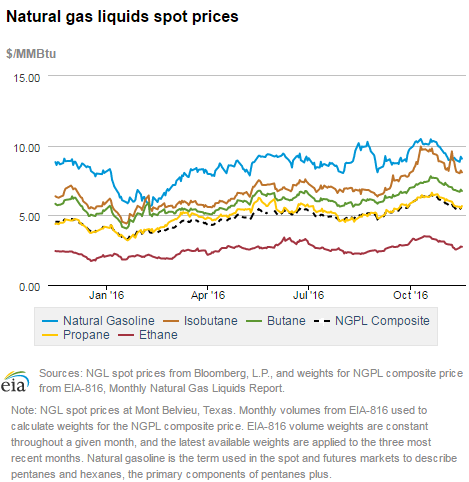 Natural gas liquids spot prices
$/MMBtu
15.00
10.00
5.00
0.00
Jan '16 Apr '16 Jul '16 Oct '16
Natural Gasoline Isobutane Butane NGPL Composite
Propane Ethane
eia
Sources: NGL spot prices from Bloomberg, L.P., and weights for NGPL composite price
from EIA-816, Monthly Natural Gas Liquids Report.
Note: NGL spot prices at Mont Belvieu, Texas. Monthly volumes from EIA-816 used to
calculate weights for the NGPL composite price. EIA-816 volume weights are constant
throughout a given month, and the latest available weights are applied to the three most
recent months. Natural gasoline is the term used in the spot and futures markets to describe
pentanes and hexanes, the primary components of pentanes plus.